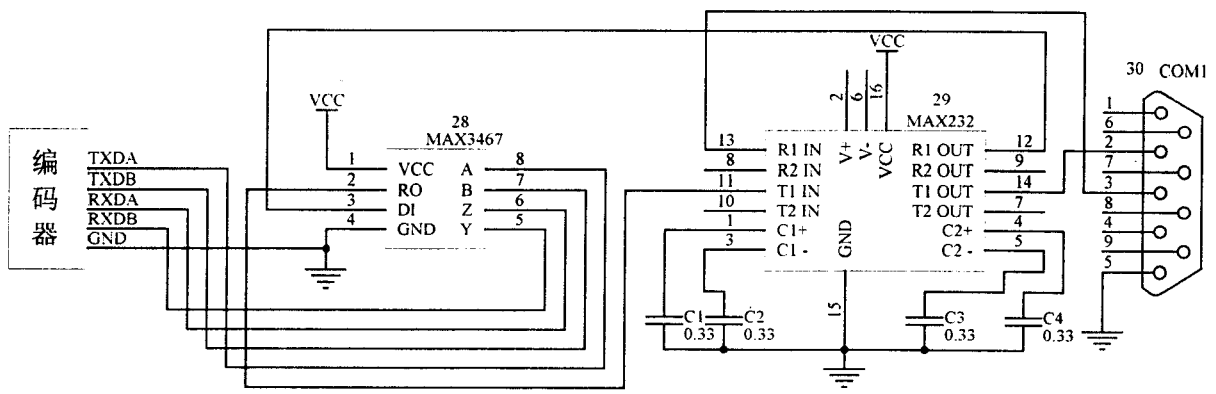 编码器
TXDA
TXDB
RXDA
RXDB
GND
VCC
28
MAX3467
1 VCC A 8
2 RO B 7
3 DI Z 6
4 GND Y 5
VCC
2 6 16
29
MAX232
V+ V- VCC
13 R1 IN R1 OUT 12
8 R2 IN R2 OUT 9
11 T1 IN T1 OUT 14
10 T2 IN T2 OUT 7
1 C1+ C2+ 4
3 C1 - C2 - 5
GND
15
C1
0.33
C2
0.33
C3
0.33
C4
0.33
30 COM1
1
6
2
7
3
8
4
9
5